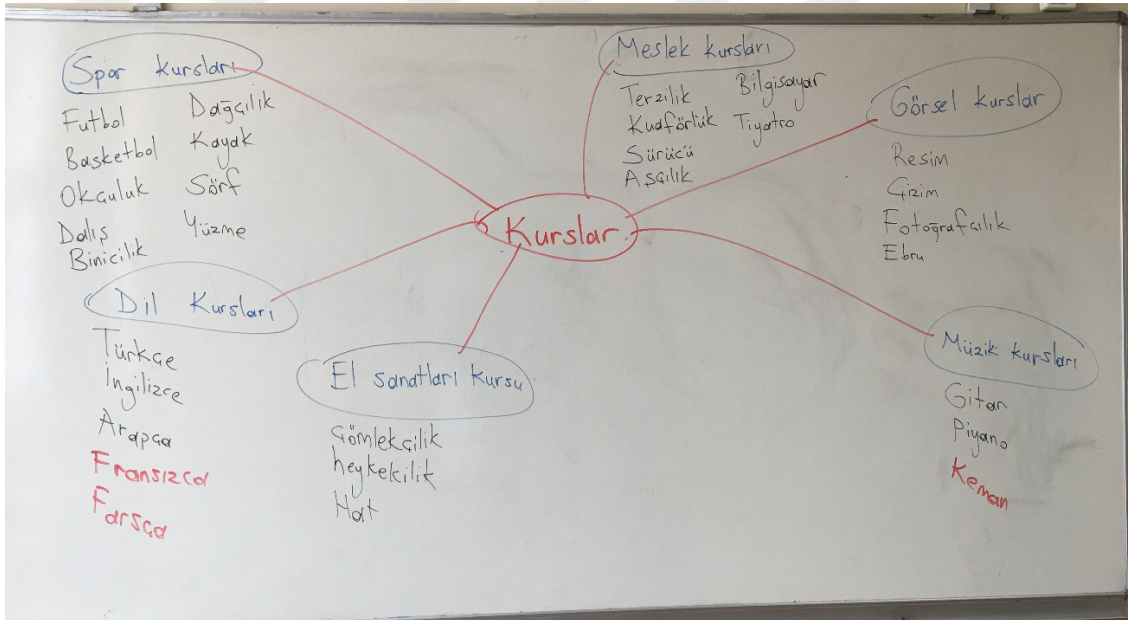 Kurslar
Spor kursları
Futbol
Basketbol
Okçuluk
Dalış
Binicilik
Dağcılık
Kayak
Sörf
Yüzme
Meslek kursları
Terzilik
Kuaförlük
Sürücü
Aşçılık
Bilgisayar
Tiyatro
Görsel kurslar
Resim
Çizim
Fotoğrafçılık
Ebru
Dil Kursları
Türkçe
İngilizce
Arapça
Fransızca
Farsça
El sanatları kursu
Gömlekçilik
heykekilik
Hat
Müzik kursları
Gitar
Piyano
Keman